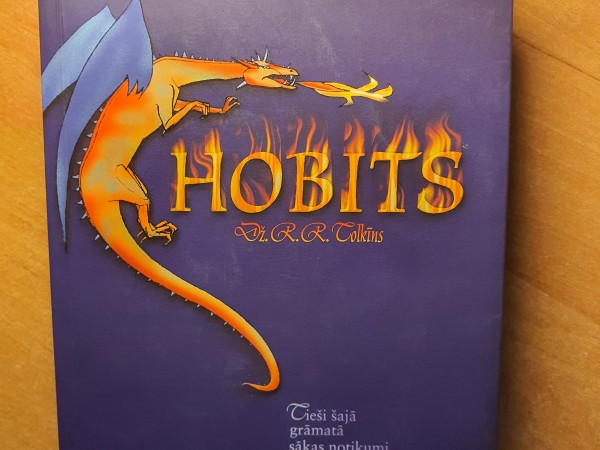 HOBITS
Dž. R. R. Tolkīns
Tieši šajā
grāmatā
sākas notikumi